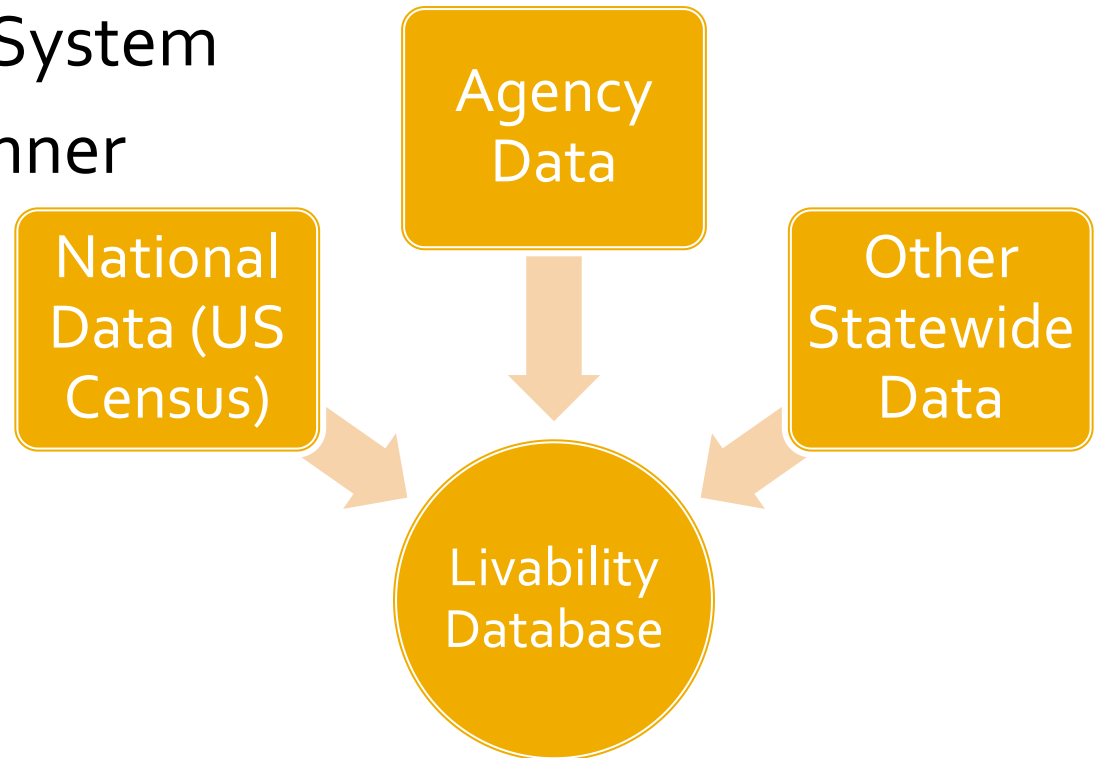 System
nner
Agency
Data
National
Data (US
Census)
Other
Statewide
Data
Livability
Database